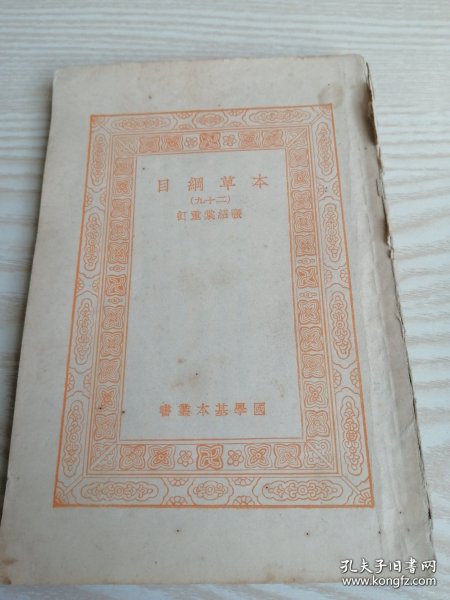 本草綱目
(二十九)
張紹棠重訂
國學基本叢書
孔夫子旧书网
www.kongfz.com